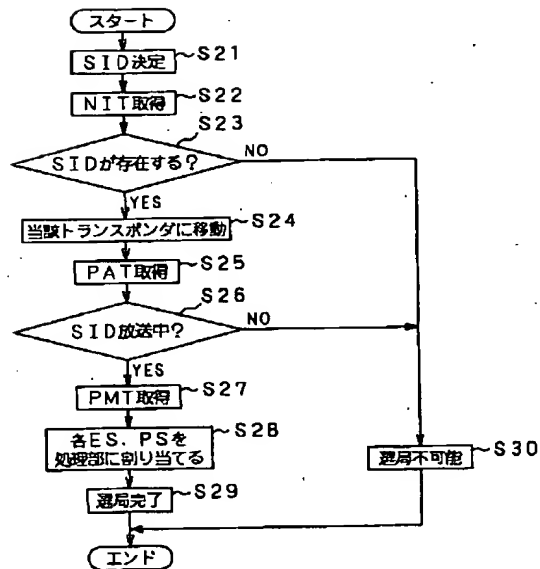 スタート
SID決定
S21
NIT取得
S22
S23
SIDが存在する?
NO
YES
当該トランスポンダに移動
S24
PAT取得
S25
S26
SID放送中?
NO
YES
PMT取得
S27
各ES、PSを
処理部に割り当てる
S28
選局不可能
S30
選局完了
S29
エンド